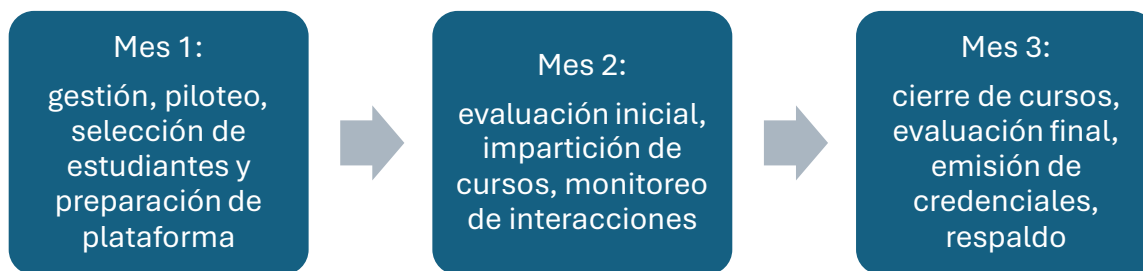 Mes 1:
gestión, piloteo,
selección de
estudiantes y
preparación de
plataforma
Mes 2:
evaluación inicial,
impartición de
cursos, monitoreo
de interacciones
Mes 3:
cierre de cursos,
evaluación final,
emisión de
credenciales,
respaldo